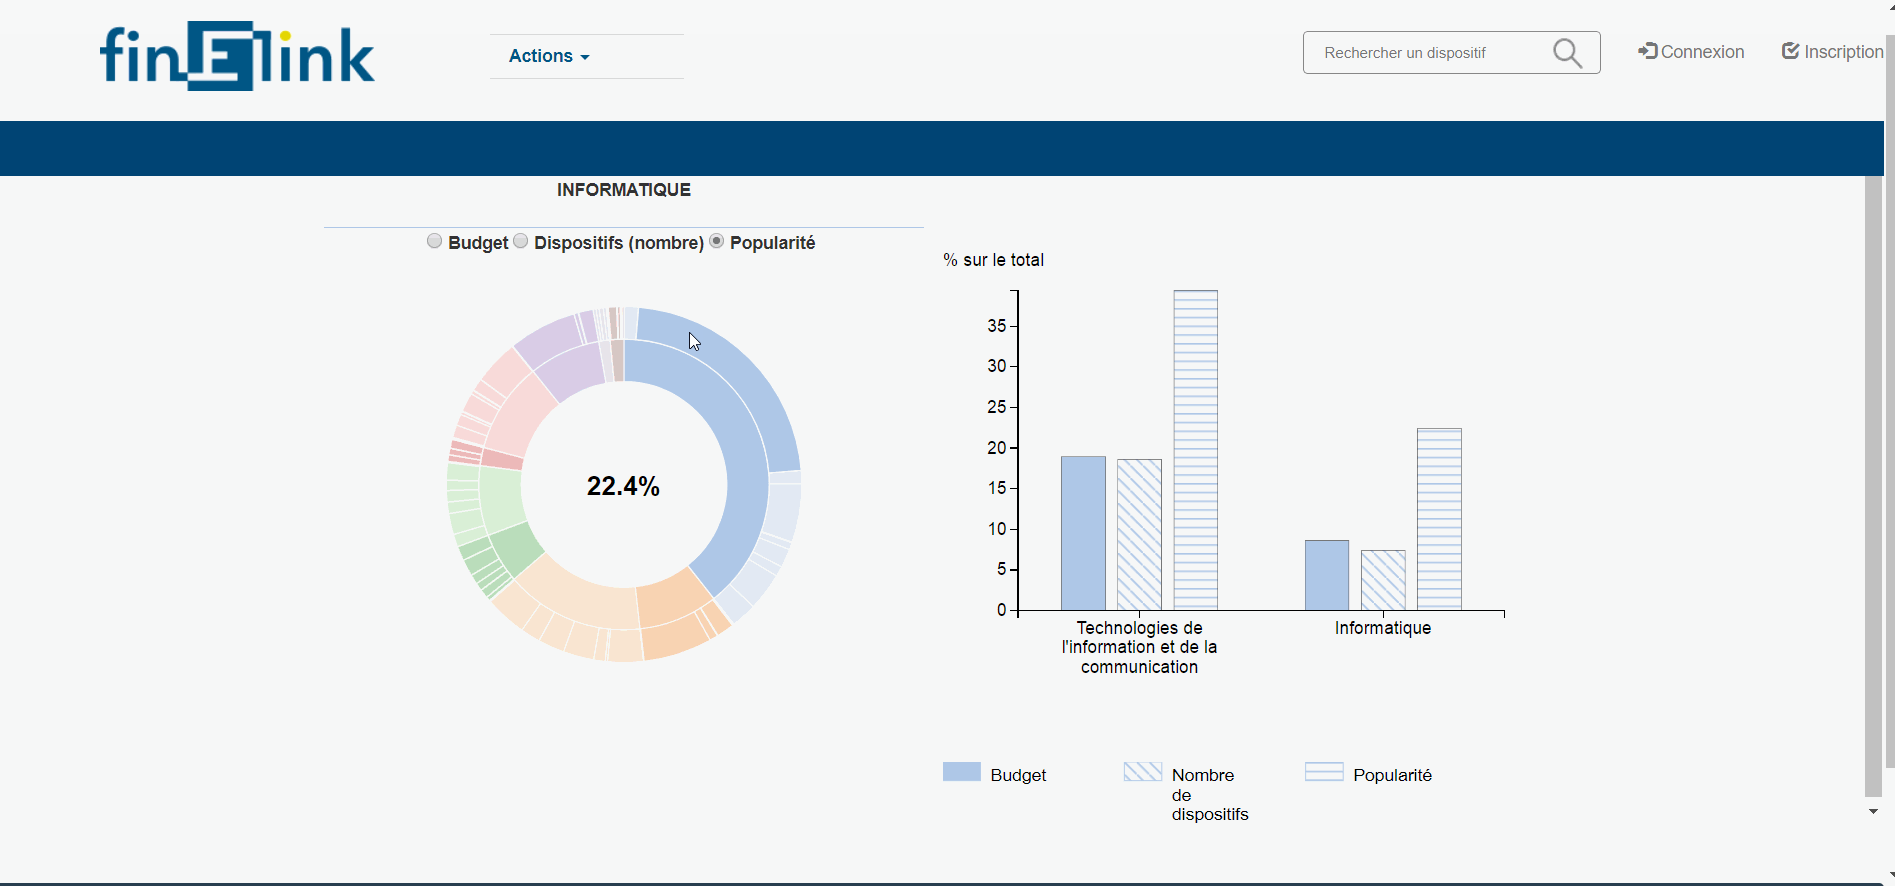 finElink
Actions
Rechercher un dispositif
Connexion
Inscription
INFORMATIQUE
Budget Dispositifs (nombre) Popularité
22.4%
% sur le total
35
30
25
20
15
10
5
0
Technologies de
l'information et de la
communication
Informatique
Budget
Nombre
de
dispositifs
Popularité